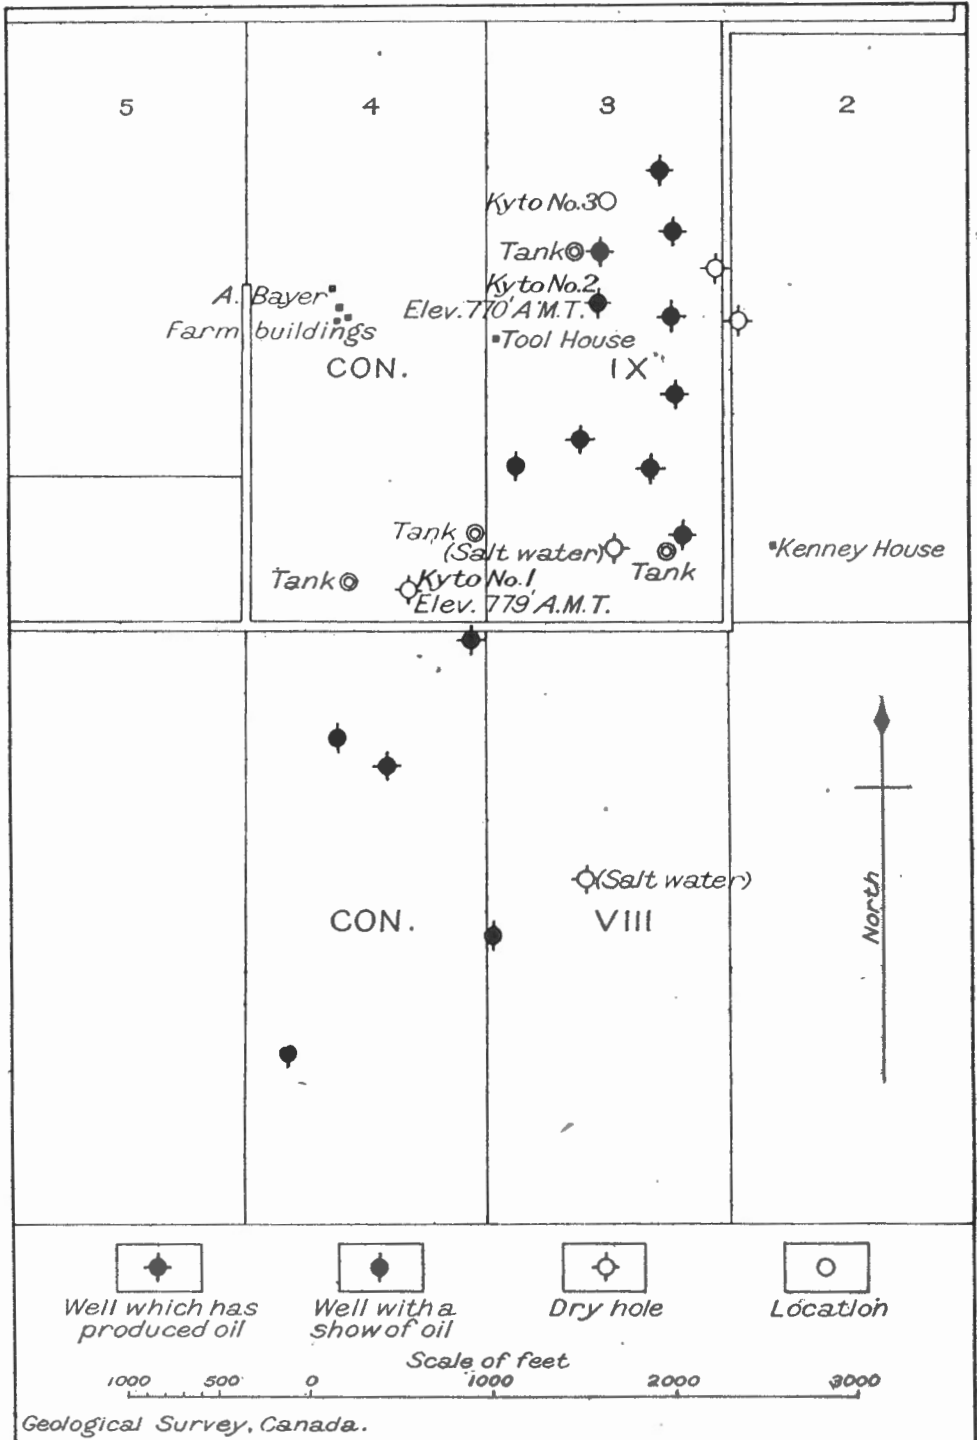 5
4
3
2
Kyto No.3
Tank
Kyto No.2
Elev. 770' A.M.T.
A. Bayer
Farm buildings
Tool House
CON.
IX
Tank
(Salt water)
Tank
Kenney House
Tank
Kyto No.1
Elev. 779' A.M.T.
(Salt water)
CON.
VIII
North
Well which has
produced oil
Well with a
show of oil
Dry hole
Location
Scale of feet
1000 500 0 1000 2000 3000
Geological Survey, Canada.